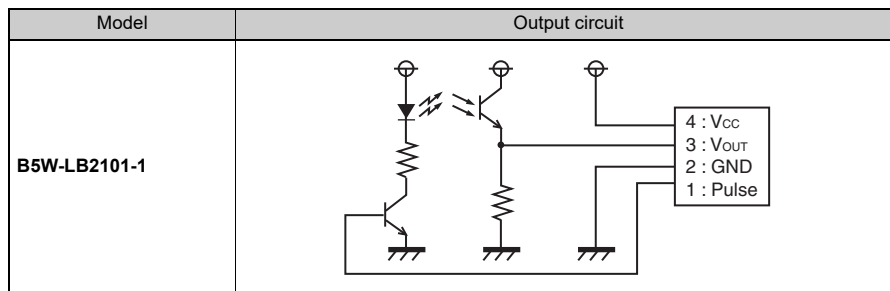 Model
Output circuit
B5W-LB2101-1
4 : Vcc
3 : VOUT
2 : GND
1 : Pulse